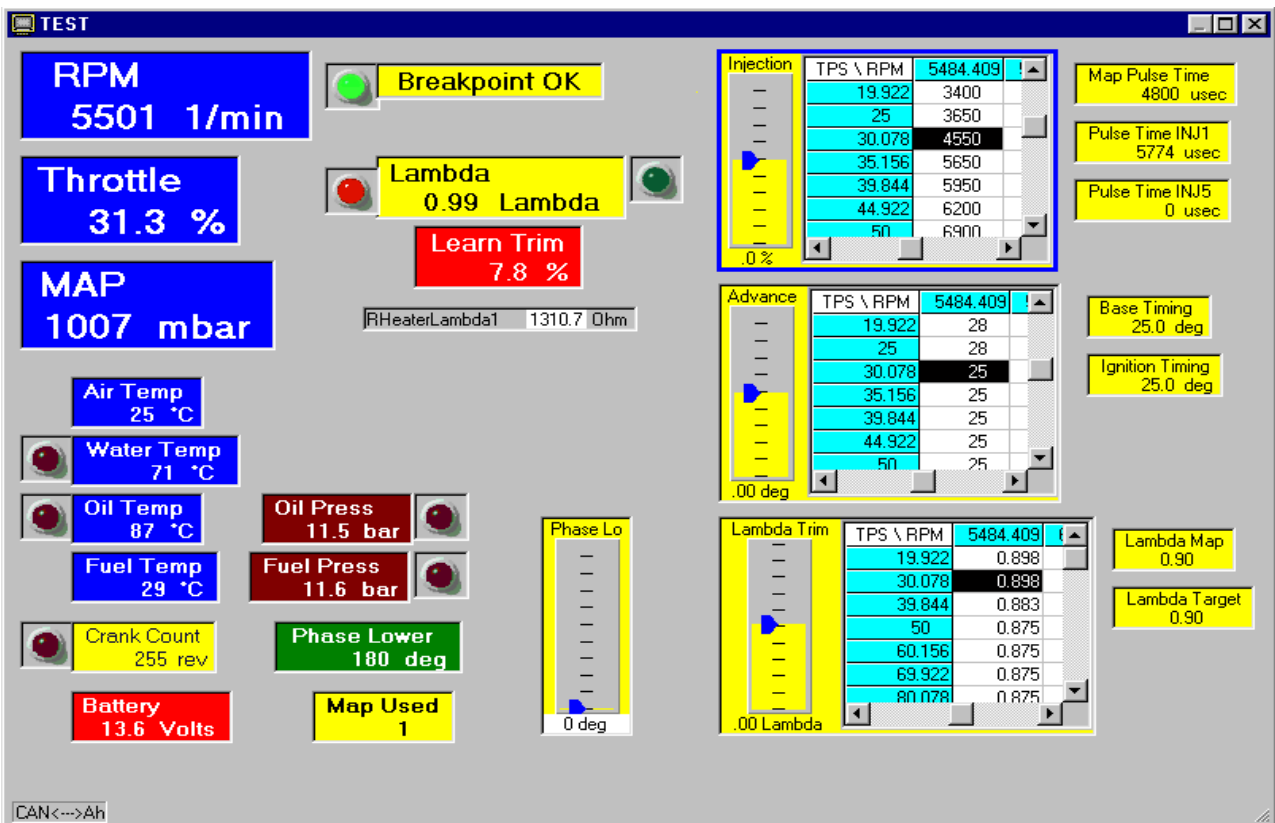 TEST
RPM
5501 1/min
Breakpoint OK
Throttle
31.3 %
Lambda
0.99 Lambda
Learn Trim
7.8 %
MAP
1007 mbar
RHeaterLambda1 1310.7 Ohm
Air Temp
25 °C
Water Temp
71 °C
Oil Temp
87 °C
Oil Press
11.5 bar
Fuel Temp
29 °C
Fuel Press
11.6 bar
Crank Count
255 rev
Phase Lower
180 deg
Battery
13.6 Volts
Map Used
1
Phase Lo
0 deg
Injection
.0 %
TPS \ RPM 5484.409
19.922 3400
25 3650
30.078 4550
35.156 5650
39.844 5950
44.922 6200
50 6900
Map Pulse Time
4800 usec
Pulse Time INJ1
5774 usec
Pulse Time INJ5
0 usec
Advance
.00 deg
TPS \ RPM 5484.409
19.922 28
25 28
30.078 25
35.156 25
39.844 25
44.922 25
50 25
Base Timing
25.0 deg
Ignition Timing
25.0 deg
Lambda Trim
.00 Lambda
TPS \ RPM 5484.409
19.922 0.898
30.078 0.898
39.844 0.883
50 0.875
60.156 0.875
69.922 0.875
80.078 0.875
Lambda Map
0.90
Lambda Target
0.90
CAN<--->Ah